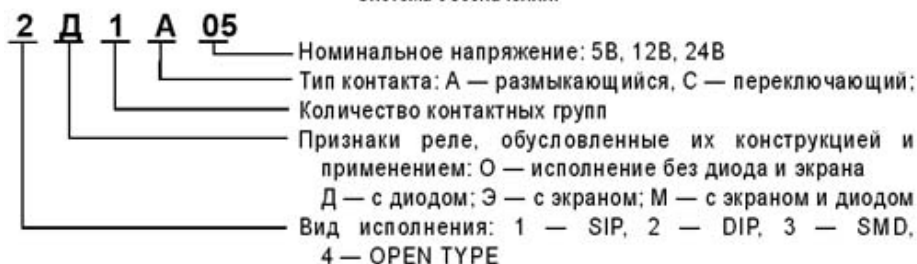 2 Д 1 А 05
Номинальное напряжение: 5В, 12В, 24В
Тип контакта: А — размыкающийся, С — переключающий;
Количество контактных групп
Признаки реле, обусловленные их конструкцией и
применением: О — исполнение без диода и экрана
Д — с диодом; Э — с экраном; М — с экраном и диодом
Вид исполнения: 1 — SIP, 2 — DIP, 3 — SMD,
4 — OPEN TYPE